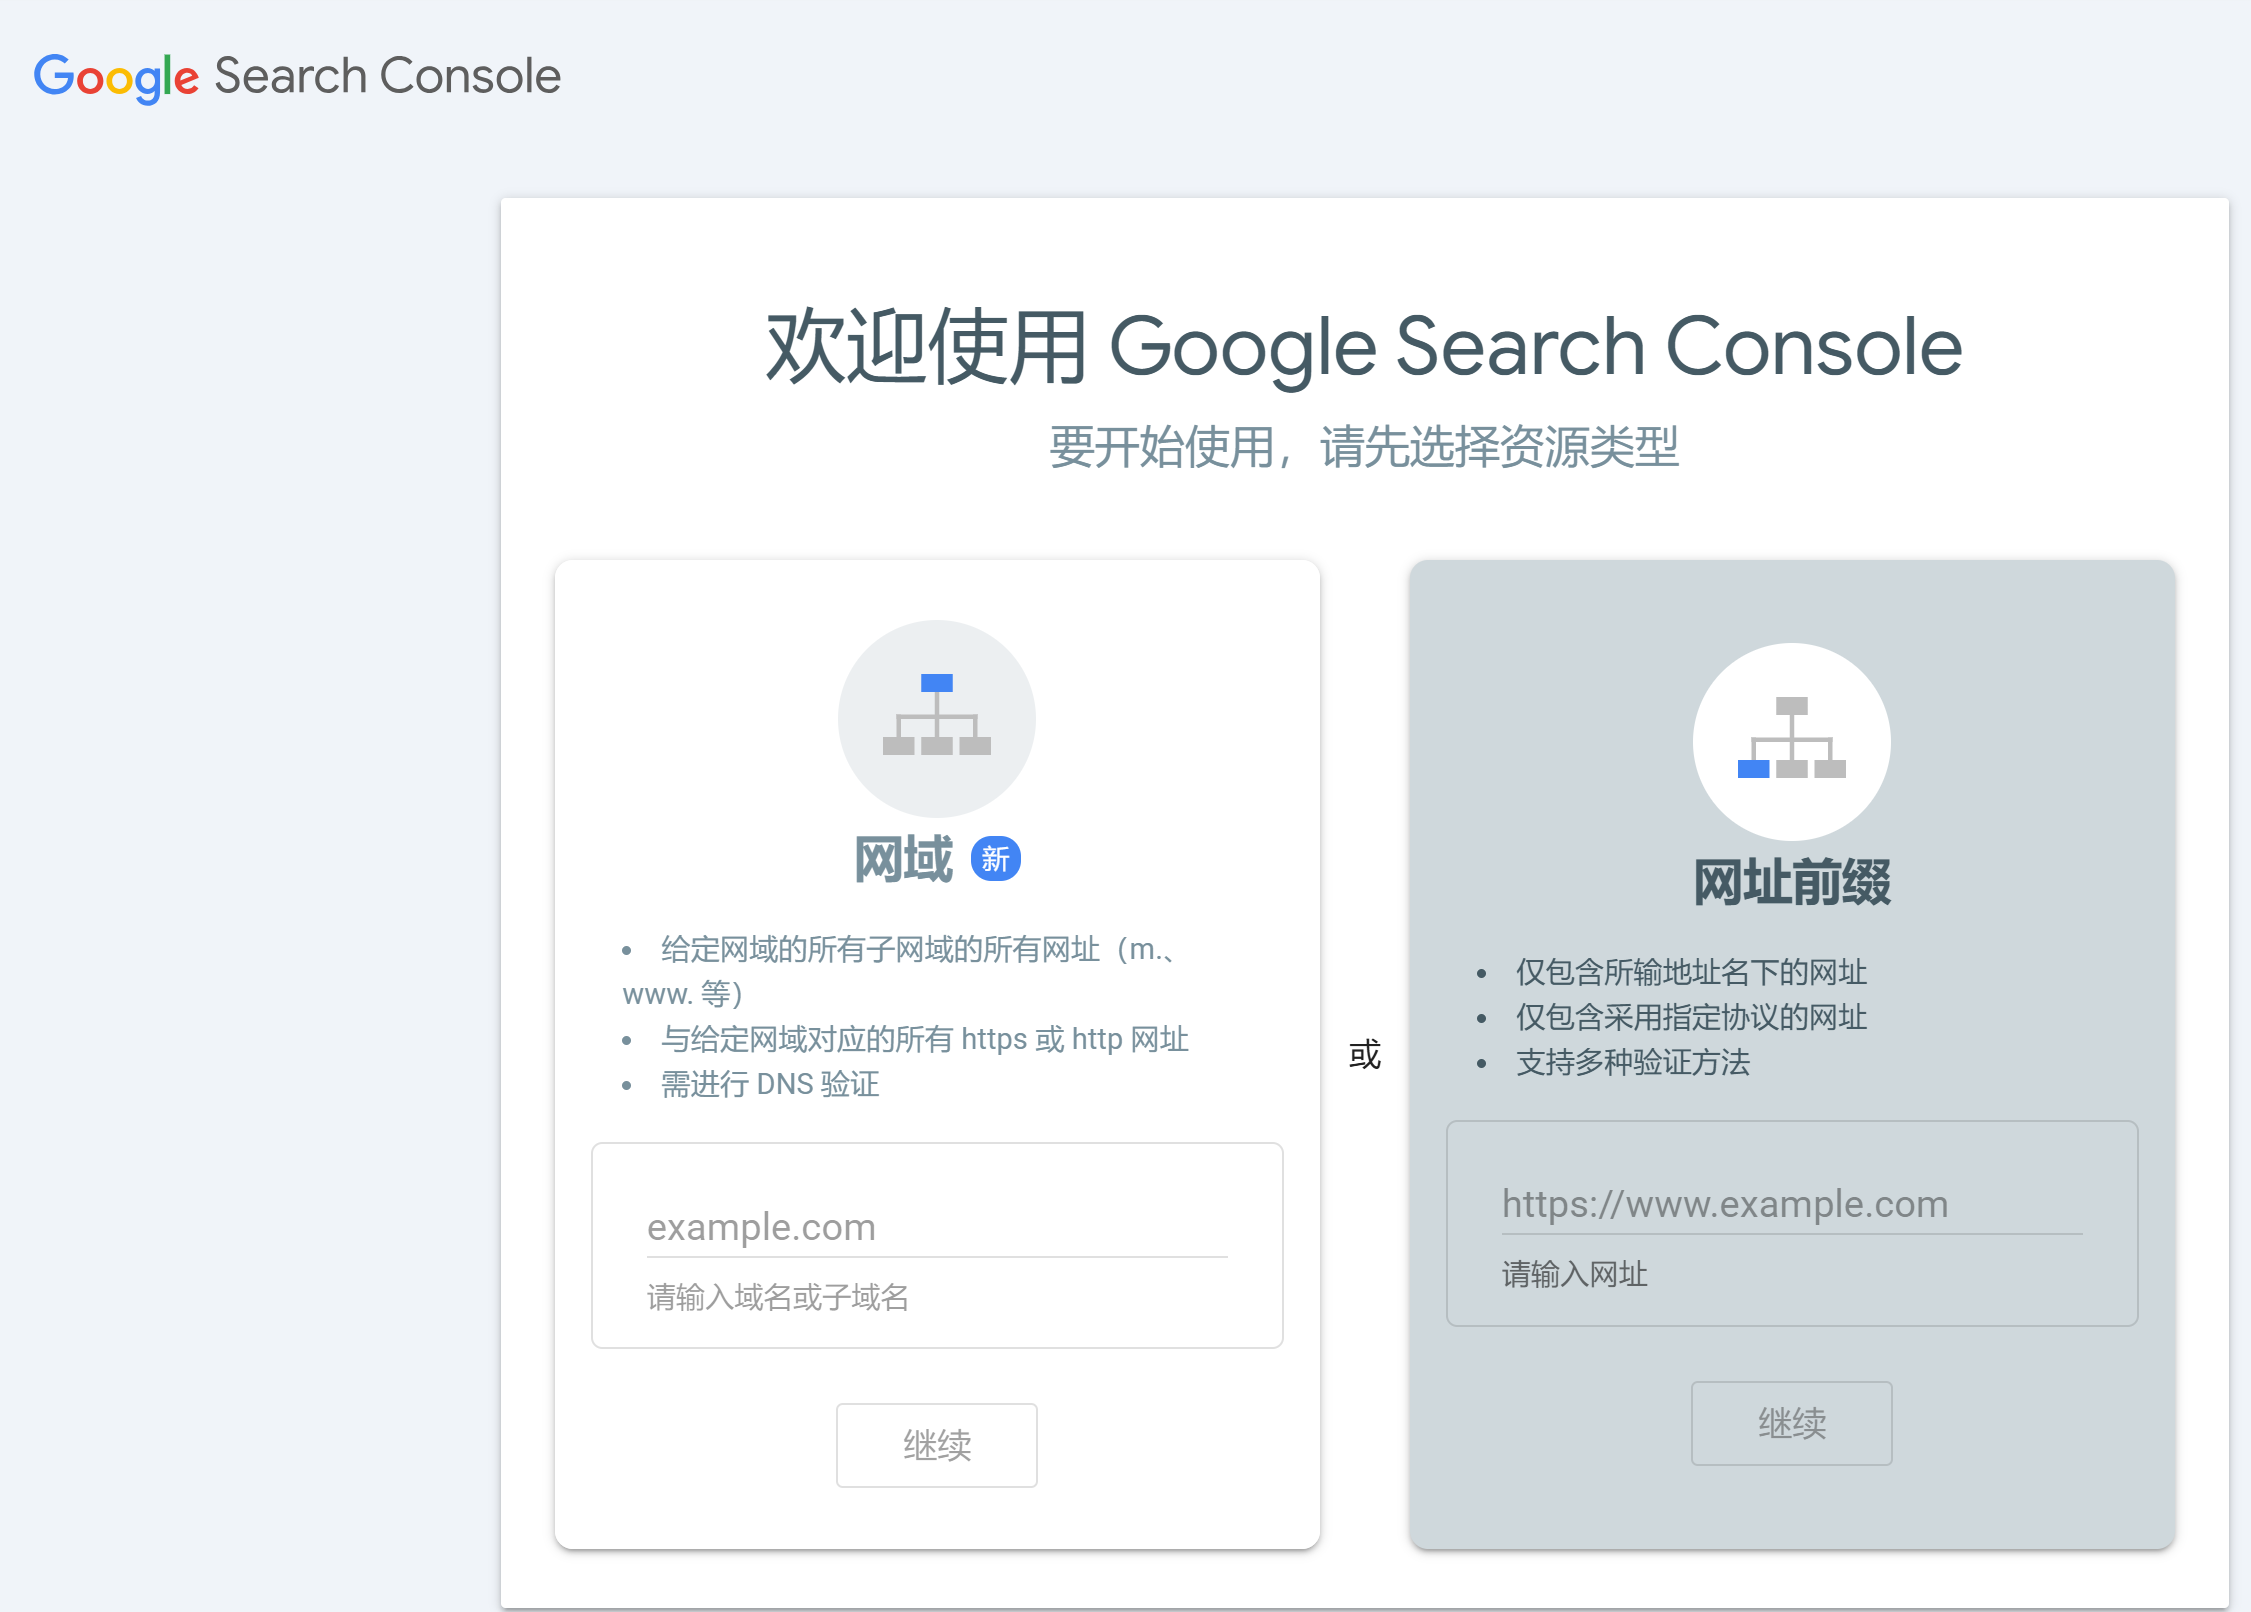 Google Search Console
欢迎使用 Google Search Console
要开始使用，请先选择资源类型
网域 新
• 给定网域的所有子网域的所有网址（m.、
www. 等）
• 与给定网域对应的所有 https 或 http 网址
• 需进行 DNS 验证
example.com
请输入域名或子域名
继续
或
网址前缀
• 仅包含所输地址名下的网址
• 仅包含采用指定协议的网址
• 支持多种验证方法
https://www.example.com
请输入网址
继续